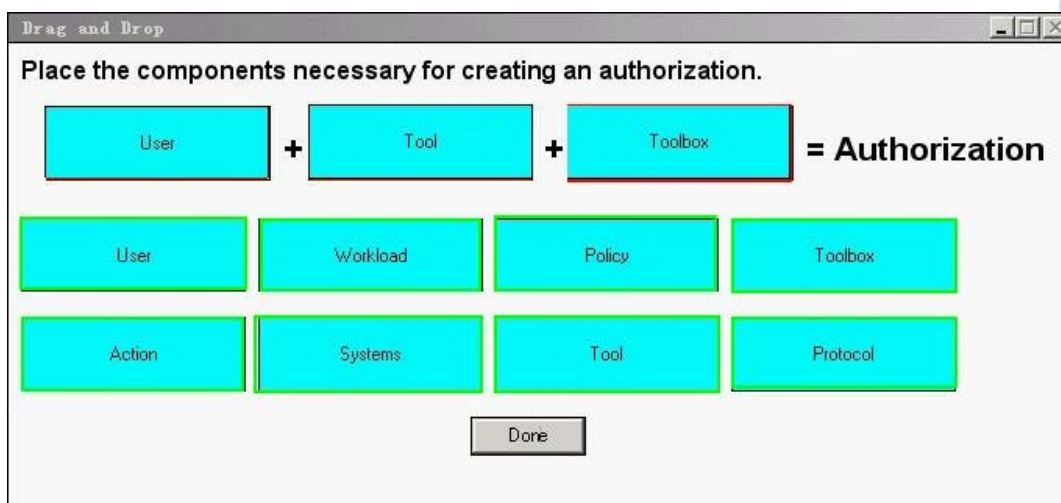 Drag and Drop
Place the components necessary for creating an authorization.
User + Tool + Toolbox = Authorization
User Workload Policy Toolbox
Action Systems Tool Protocol
Done